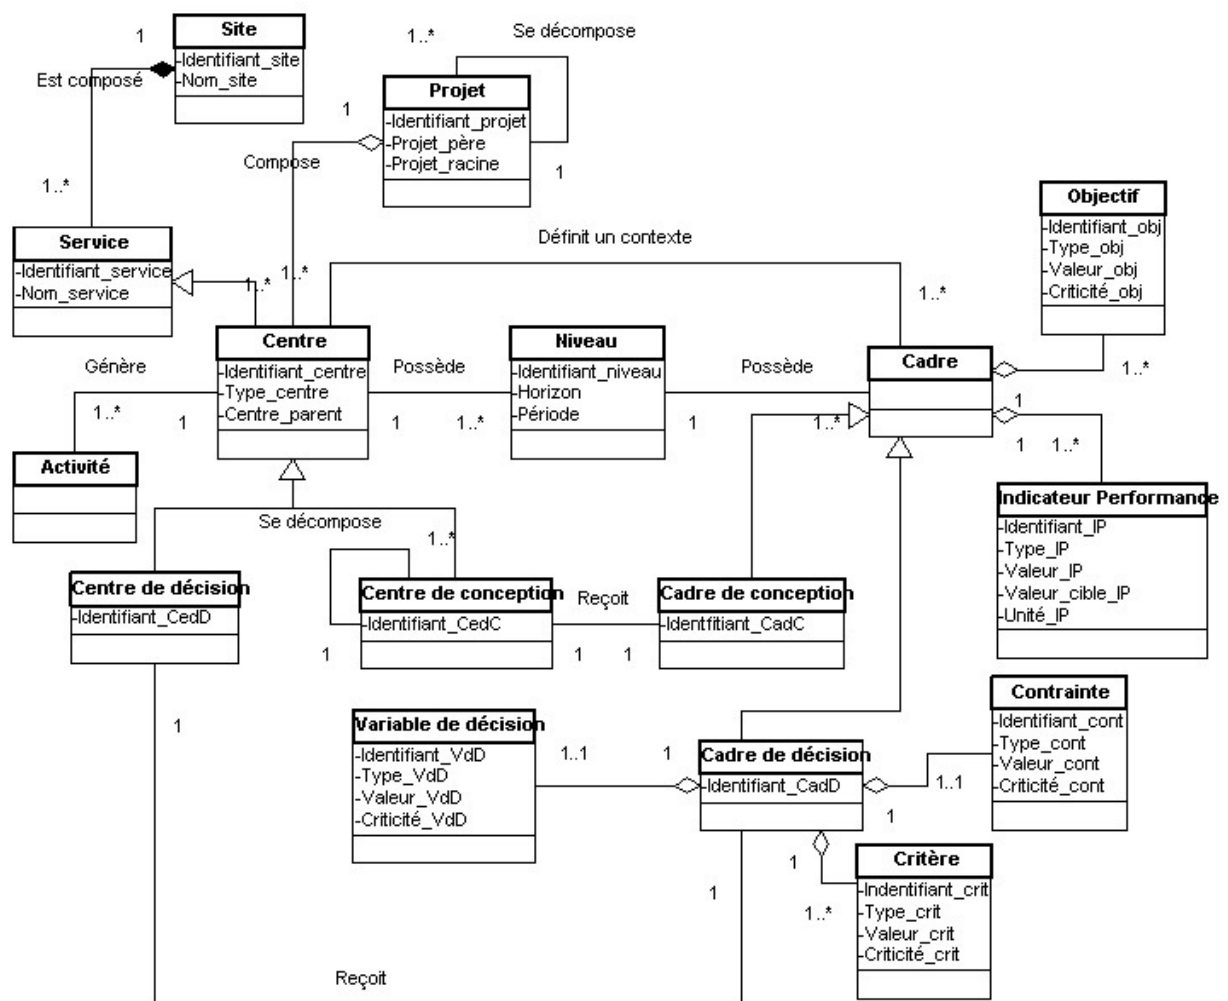 Site
-Identifiant_site
-Nom_site
1
Est composé
1..*
Se décompose
1..*
Projet
-Identifiant_projet
-Projet_père
-Projet_racine
1
1
Compose
1..*
Service
-Identifiant_service
-Nom_service
1..*
Définit un contexte
1..*
Objectif
-Identifiant_obj
-Type_obj
-Valeur_obj
-Criticité_obj
1..*
Centre
-Identifiant_centre
-Type_centre
-Centre_parent
Génère
1..*
1
Possède
1
1..*
Niveau
-Identifiant_niveau
-Horizon
-Période
Possède
1
1..*
Cadre
1
1
1..*
Activité
Indicateur Performance
-Identifiant_IP
-Type_IP
-Valeur_IP
-Valeur_cible_IP
-Unité_IP
Se décompose
1..*
Centre de décision
-Identifiant_CedD
Centre de conception
-Identifiant_CedC
1
Reçoit
1
1
Cadre de conception
-Identfitiant_CadC
1
Variable de décision
-Identifiant_VdD
-Type_VdD
-Valeur_VdD
-Criticité_VdD
1..1
1
Cadre de décision
-Identifiant_CadD
1..1
1
Contrainte
-Identifiant_cont
-Type_cont
-Valeur_cont
-Criticité_cont
1
1..*
Critère
-Indentifiant_crit
-Type_crit
-Valeur_crit
-Criticité_crit
1
Reçoit